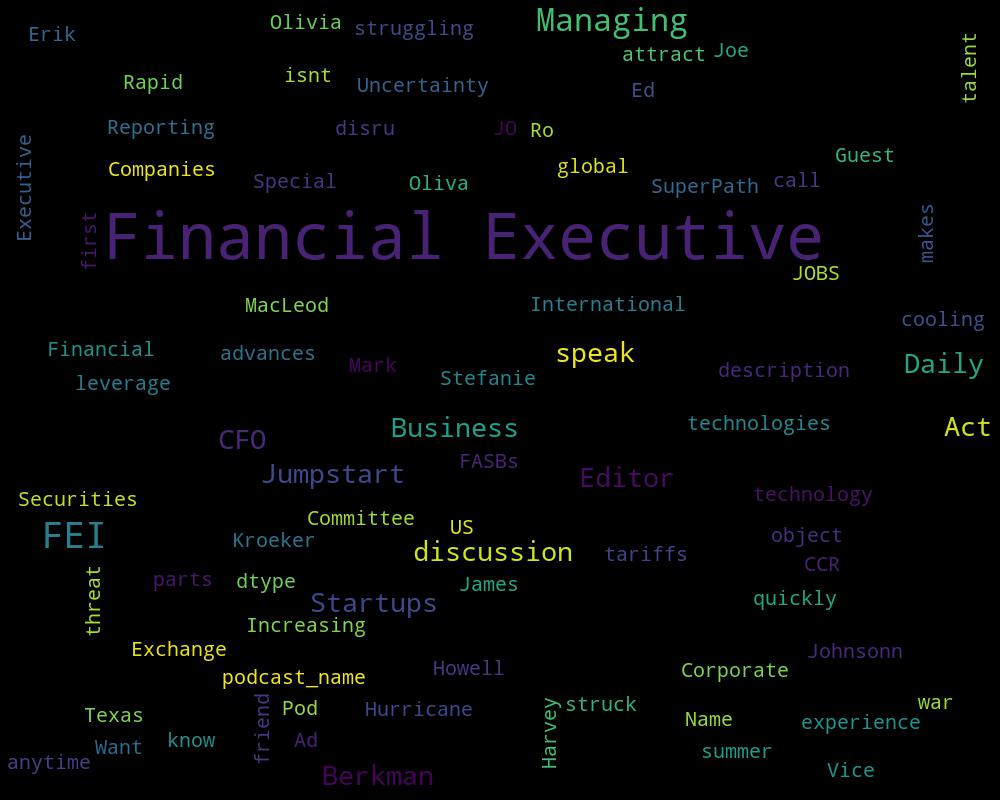 Managing
Olivia
struggling
Erik
attract
Joe
talent
isnt
Rapid
Uncertainty
Ed
Reporting
disru
JO
Ro
Executive
Companies
global
Guest
Special
Oliva
SuperPath
call
first
Financial Executive
makes
JOBS
MacLeod
International
cooling
Financial
advances
speak
Mark
Daily
leverage
Stefanie
description
Business
technologies
Act
CFO
FASBs
Jumpstart
Editor
Securities
technology
Committee
US
FEI
Kroeker
discussion
tariffs
object
CCR
threat
parts
dtype
James
Startups
quickly
Increasing
Exchange
Johnsonn
podcast_name
Howell
Corporate
friend
Pod
Hurricane
Harvey
struck
war
Texas
Name
experience
Want
know
Ad
summer
anytime
Berkman
Vice